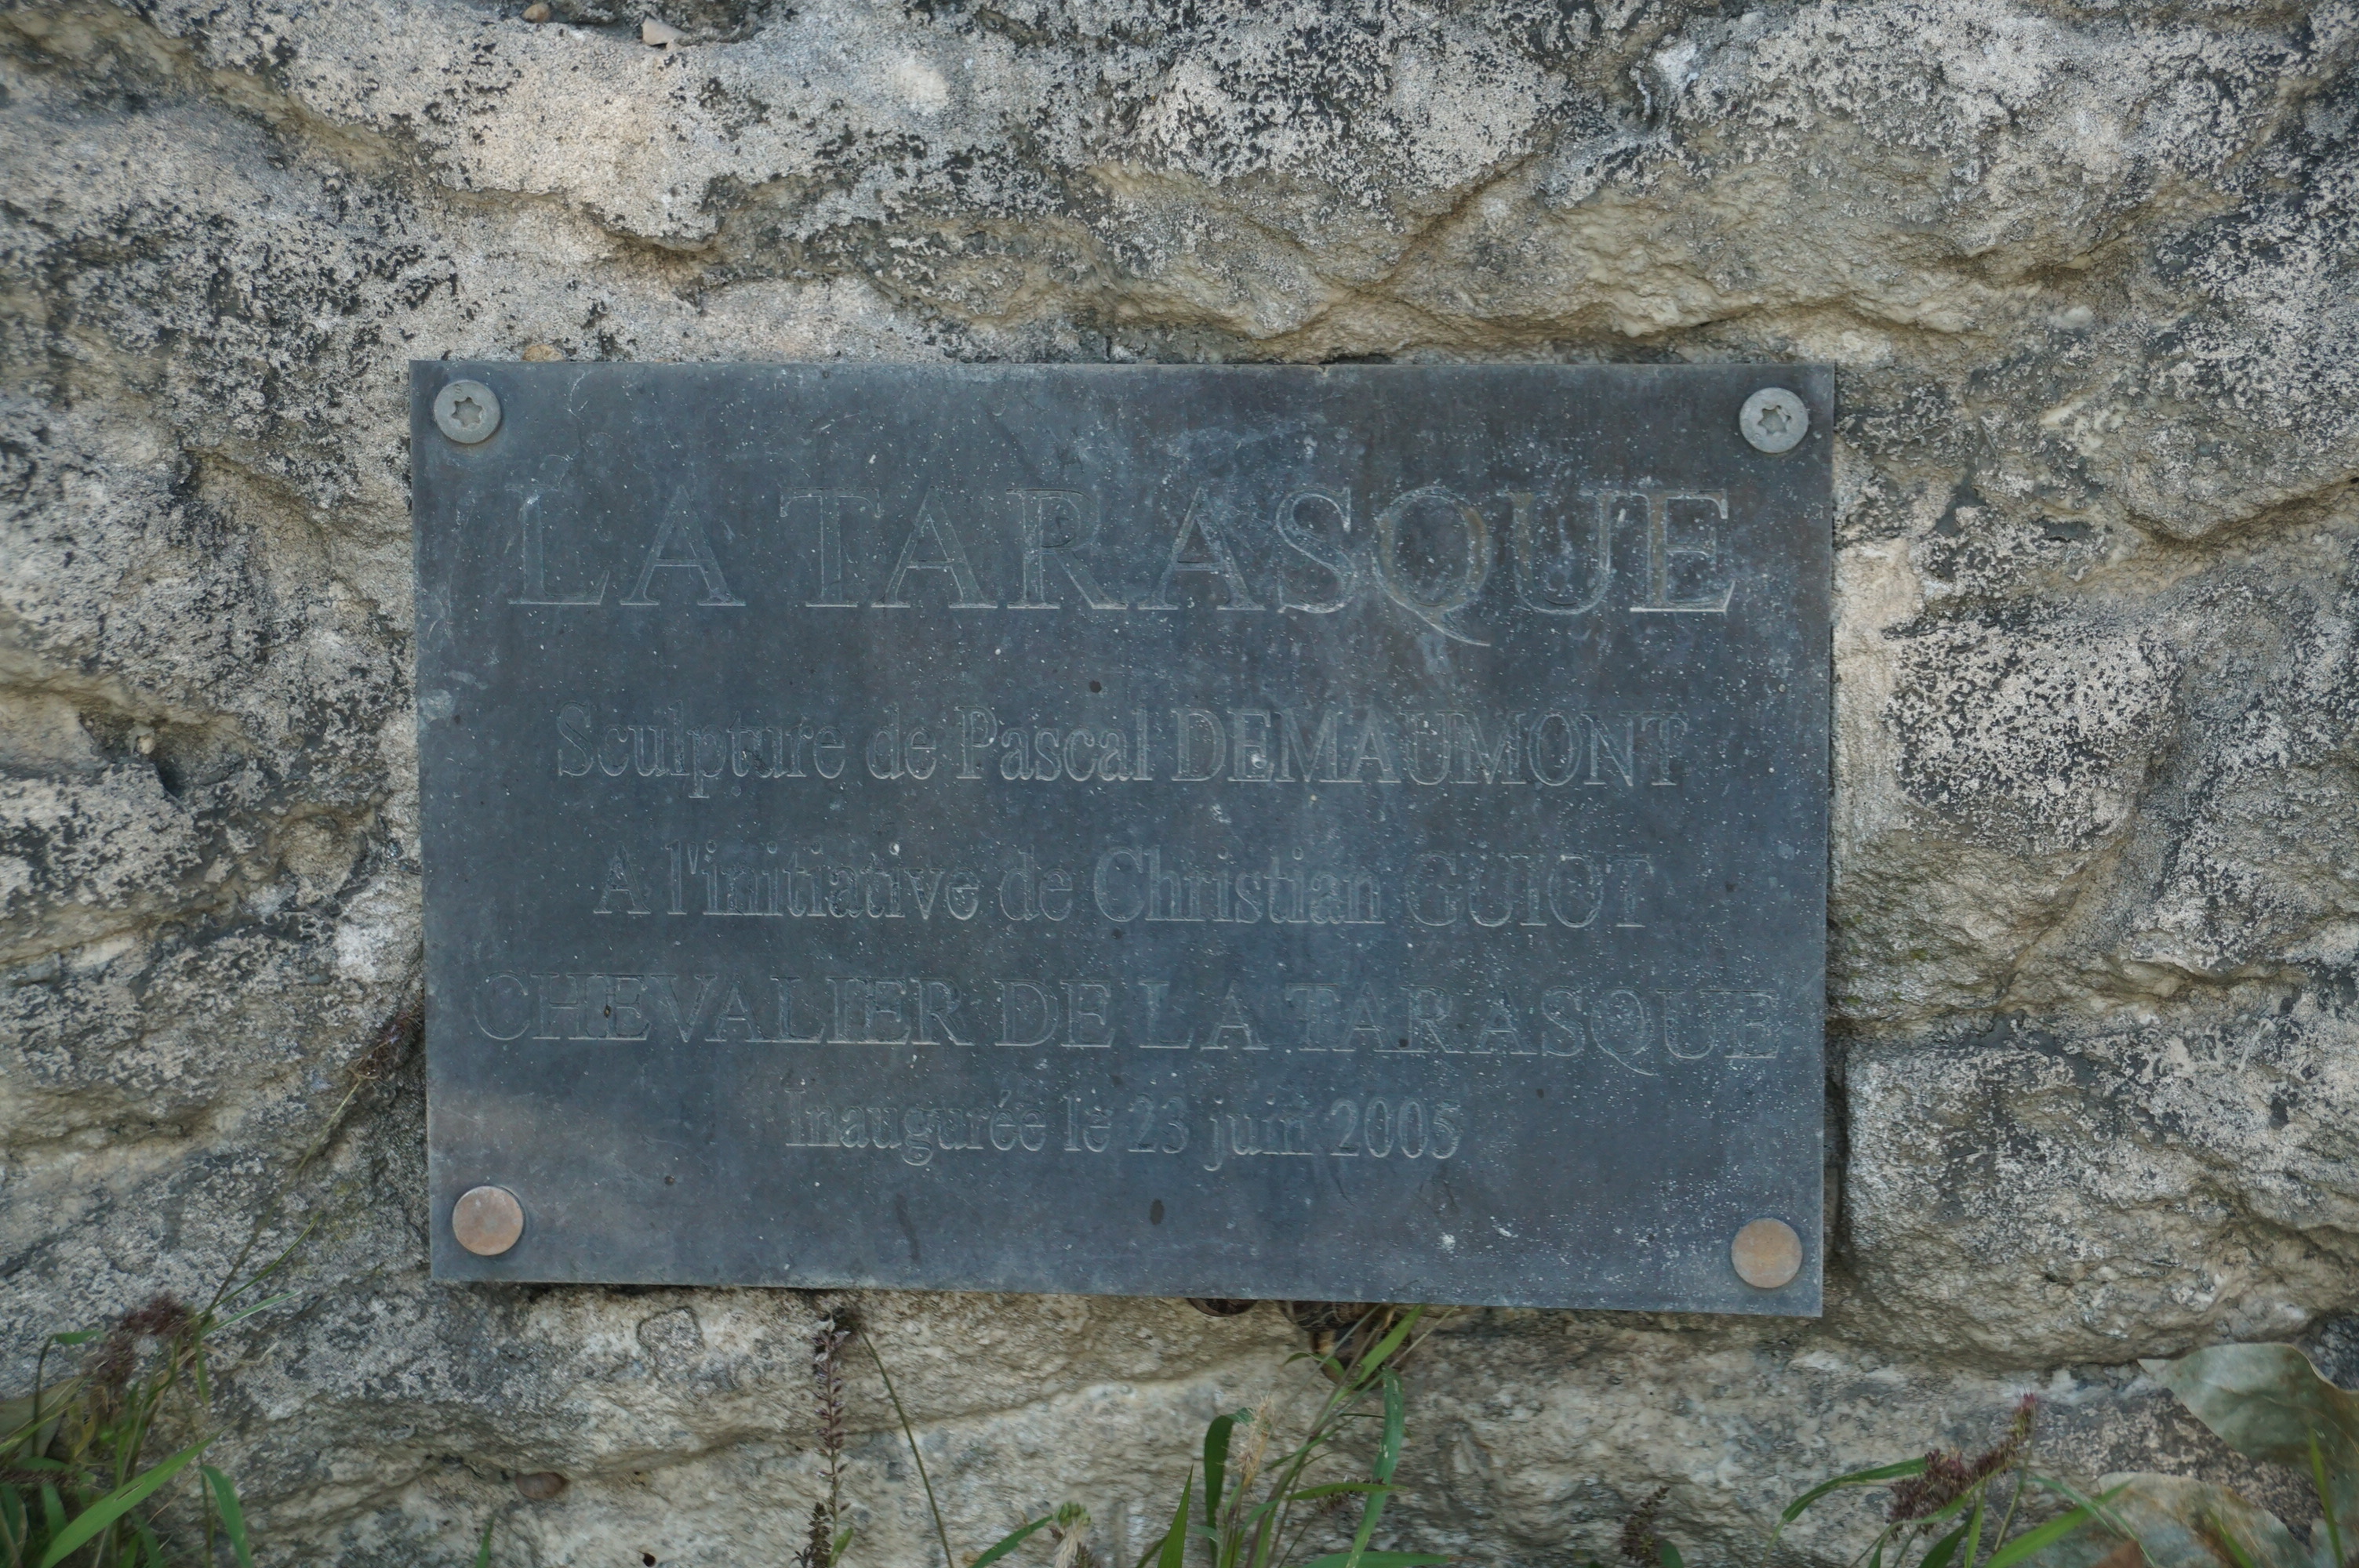 LA TARASQUE
Sculpture de Pascal DEMAUMONT
A l'initiative de Christian GUIOT
CHEVALIER DE LA TARASQUE
Inaugurée le 23 juin 2005